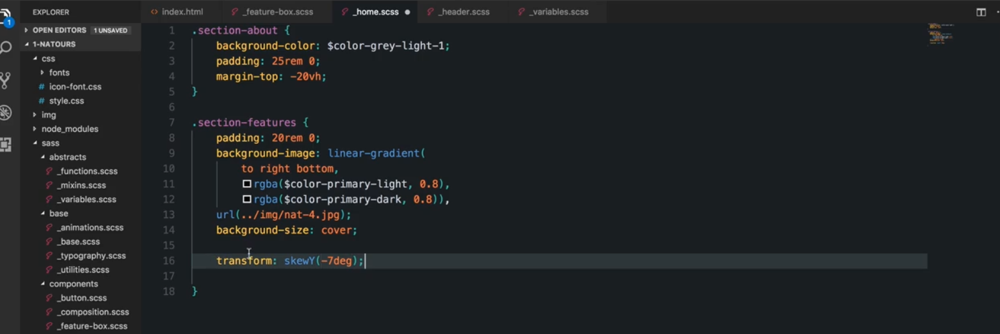 EXPLORER
OPEN EDITORS 1 UNSAVED
1-NATOURS
css
fonts
# icon-font.css
# style.css
img
node_modules
sass
abstracts
_functions.scss
_mixins.scss
_variables.scss
base
_animations.scss
_base.scss
_typography.scss
_utilities.scss
components
_button.scss
_composition.scss
_feature-box.scss
1
<> index.html
_feature-box.scss
_home.scss ●
_header.scss
_variables.scss
1 .section-about {
2 background-color: $color-grey-light-1;
3 padding: 25rem 0;
4 margin-top: -20vh;
5 }
6
7 .section-features {
8 padding: 20rem 0;
9 background-image: linear-gradient(
10 to right bottom,
11 rgba($color-primary-light, 0.8),
12 rgba($color-primary-dark, 0.8)),
13 url(../img/nat-4.jpg);
14 background-size: cover;
15
16 transform: skewY(-7deg);
17
18 }